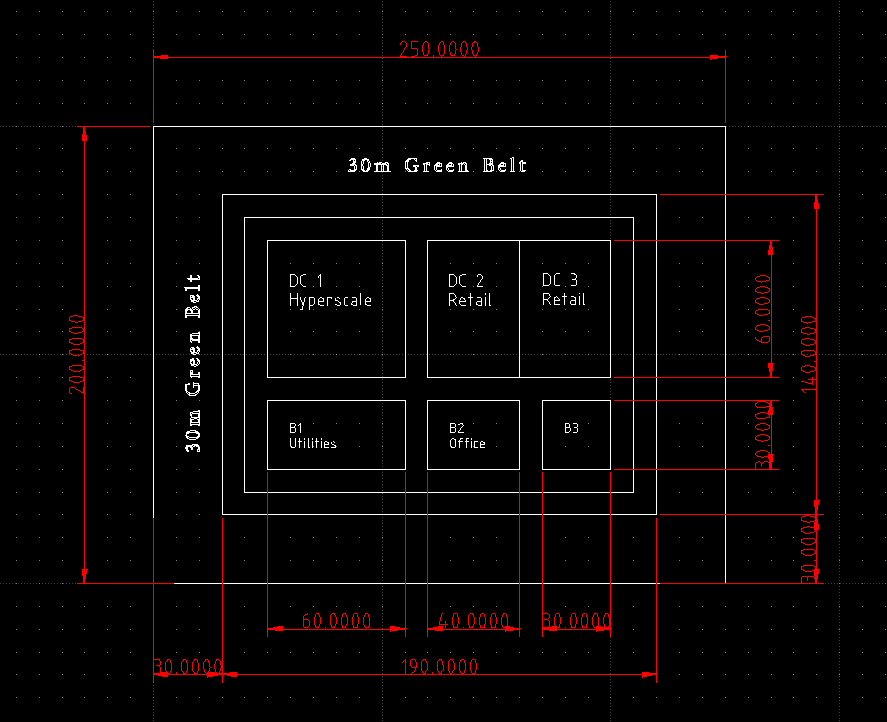 250.0000
30m Green Belt
DC .1
Hyperscale
DC .2
Retail
DC .3
Retail
60.0000
200.0000
140.0000
30m Green Belt
B1
Utilities
B2
Office
B3
30.0000
30.0000
60.0000
40.0000
30.0000
30.0000
190.0000